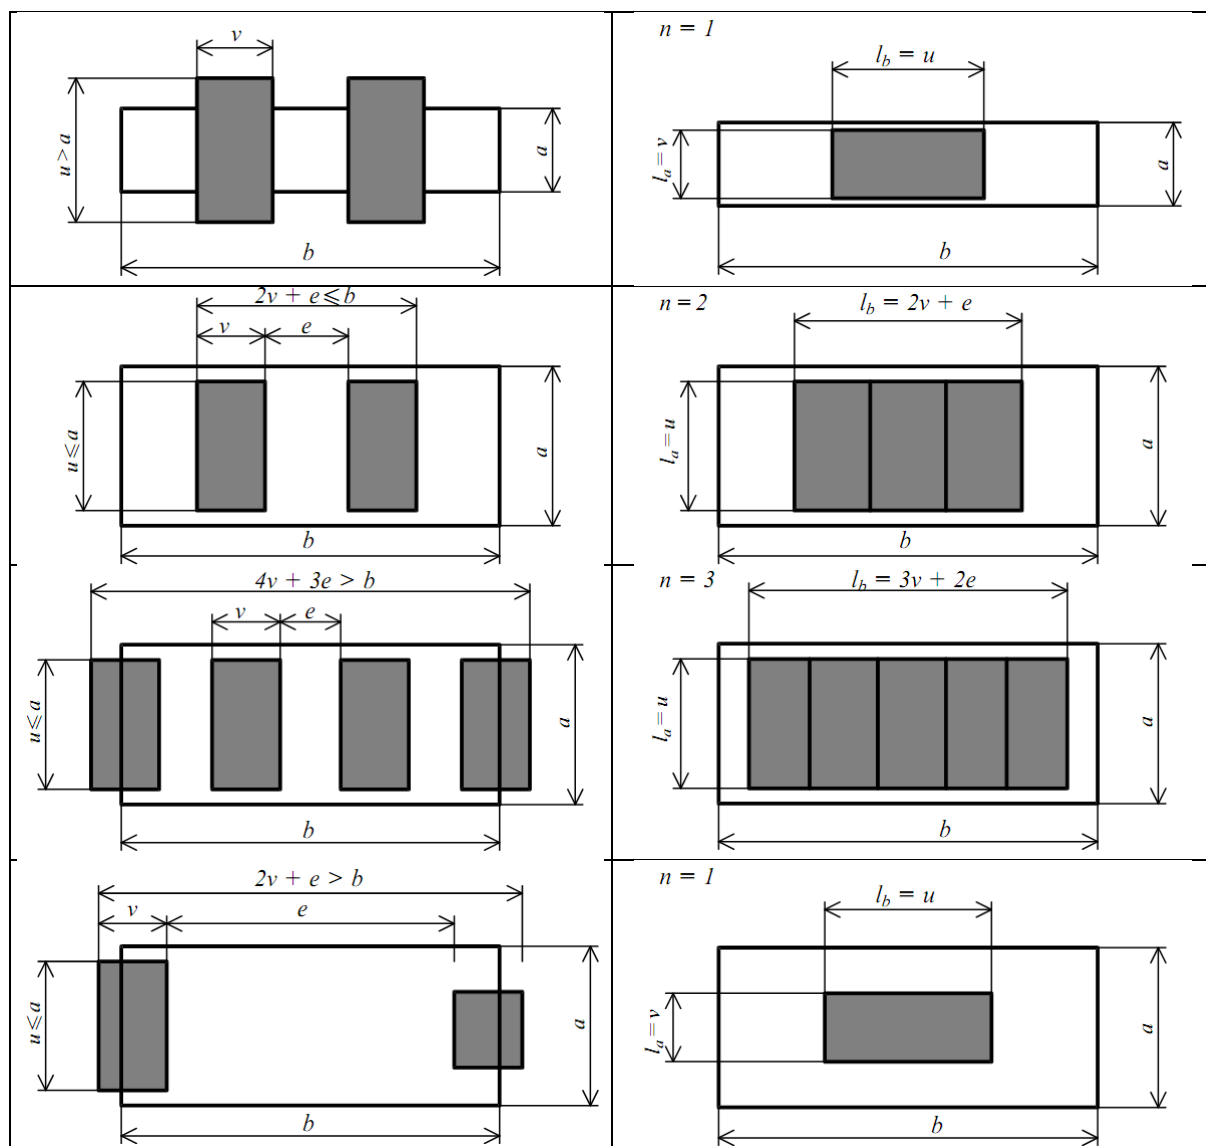 v
u > a
a
b
n = 1
l_b = u
l_a = v
a
b
2v + e ⩽ b
v
e
u ⩽ a
a
b
n = 2
l_b = 2v + e
l_a = u
a
b
4v + 3e > b
v
e
u ⩽ a
a
b
n = 3
l_b = 3v + 2e
l_a = u
a
b
2v + e > b
v
e
u ⩽ a
a
b
n = 1
l_b = u
l_a = v
a
b